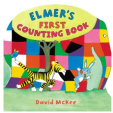 ELMER'S
FIRST
COUNTING BOOK
David McKee